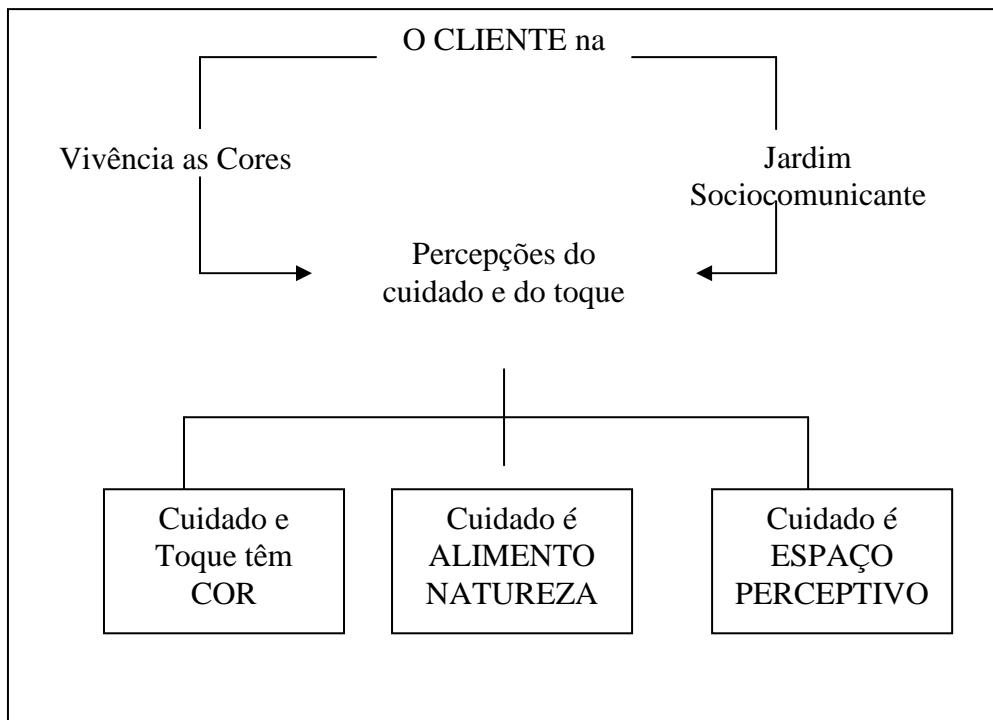 O CLIENTE na
Vivência as Cores
Jardim
Sociocomunicante
Percepções do
cuidado e do toque
Cuidado e
Toque têm
COR
Cuidado é
ALIMENTO
NATUREZA
Cuidado é
ESPAÇO
PERCEPTIVO